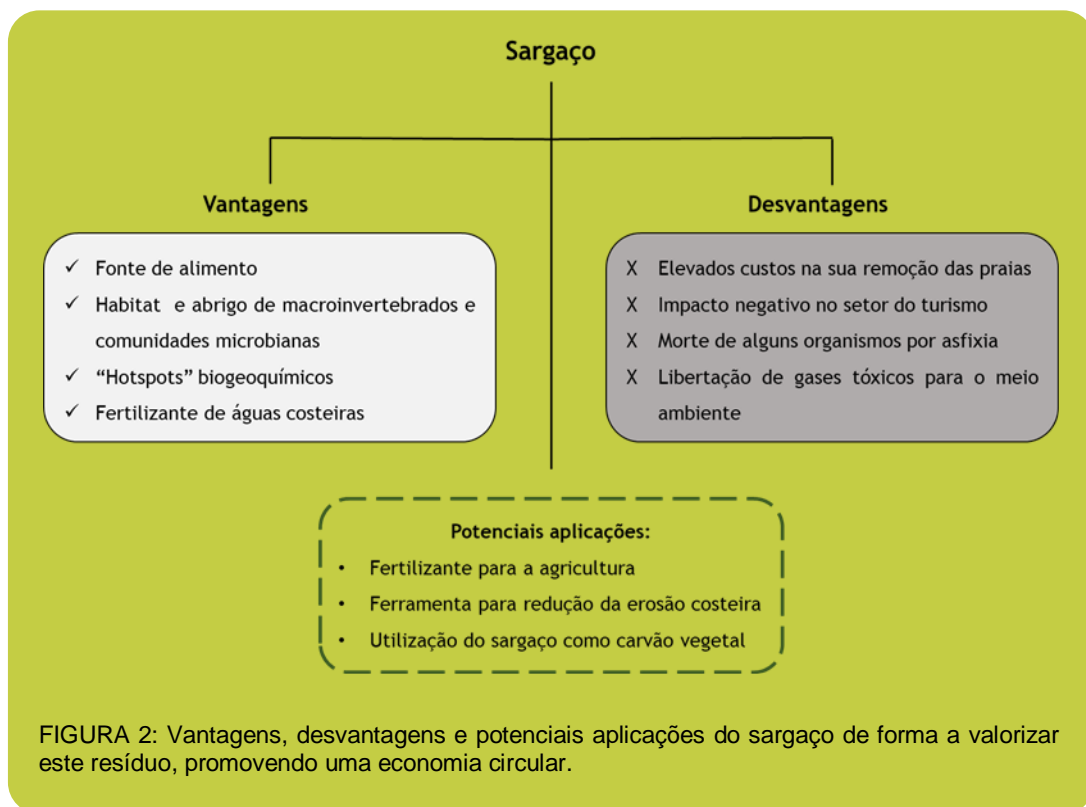 Sargaço
Vantagens
✓ Fonte de alimento
✓ Habitat e abrigo de macroinvertebrados e
comunidades microbianas
✓ “Hotspots” biogeoquímicos
✓ Fertilizante de águas costeiras
Desvantagens
X Elevados custos na sua remoção das praias
X Impacto negativo no setor do turismo
X Morte de alguns organismos por asfixia
X Libertação de gases tóxicos para o meio
ambiente
Potenciais aplicações:
• Fertilizante para a agricultura
• Ferramenta para redução da erosão costeira
• Utilização do sargaço como carvão vegetal
FIGURA 2: Vantagens, desvantagens e potenciais aplicações do sargaço de forma a valorizar
este resíduo, promovendo uma economia circular.